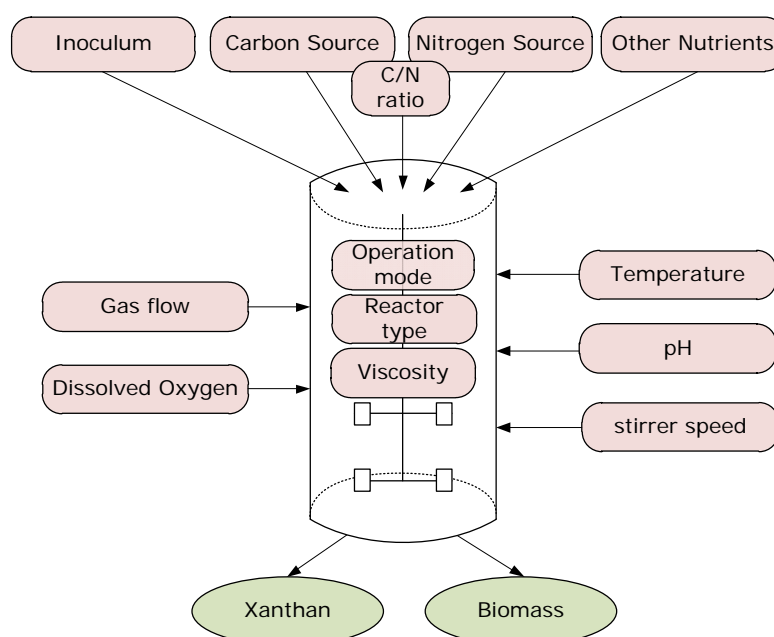 Inoculum
Carbon Source
Nitrogen Source
Other Nutrients
C/N
ratio
Operation
mode
Reactor
type
Viscosity
Gas flow
Dissolved Oxygen
Temperature
pH
stirrer speed
Xanthan
Biomass